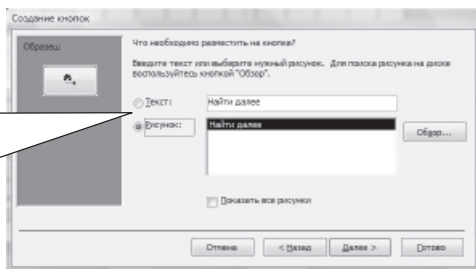 Создание кнопок
Образец:
Что необходимо разместить на кнопке?
Введите текст или выберите нужный рисунок. Для поиска рисунка на диске
воспользуйтесь кнопкой "Обзор".
Текст: Найти далее
Рисунок: Найти далее
Обзор...
Показать все рисунки
Отмена < Назад Далее > Готово